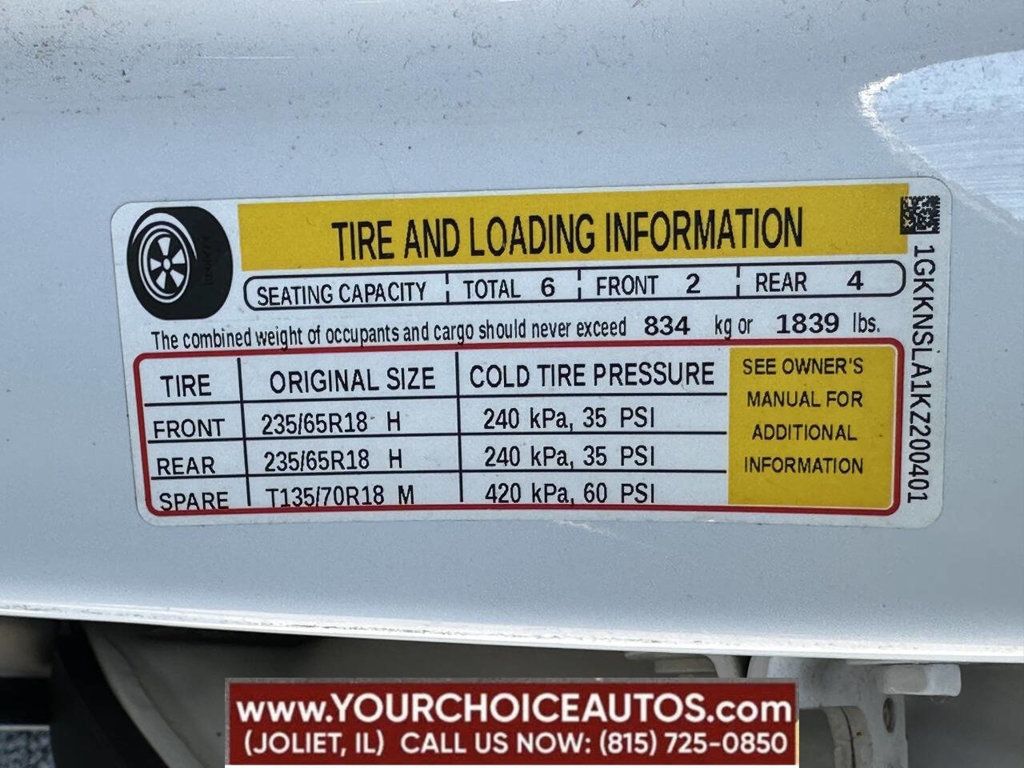 TIRE AND LOADING INFORMATION
SEATING CAPACITY TOTAL 6 FRONT 2 REAR 4
The combined weight of occupants and cargo should never exceed 834 kg or 1839 lbs.
TIRE ORIGINAL SIZE COLD TIRE PRESSURE
FRONT 235/65R18 H 240 kPa, 35 PSI
REAR 235/65R18 H 240 kPa, 35 PSI
SPARE T135/70R18 M 420 kPa, 60 PSI
SEE OWNER'S
MANUAL FOR
ADDITIONAL
INFORMATION
1GKKNSLA1KZ200401
www.YOURCHOICEAUTOS.com
(JOLIET, IL) CALL US NOW: (815) 725-0850